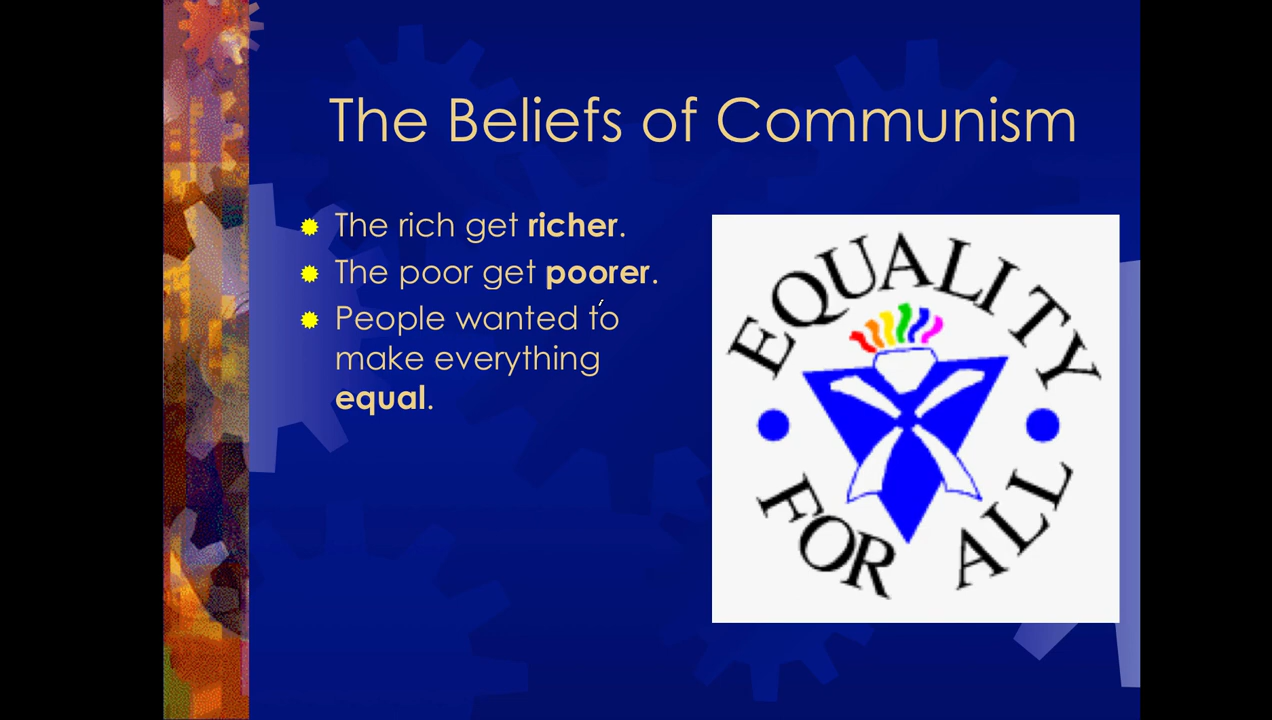 The Beliefs of Communism
The rich get richer.
The poor get poorer.
People wanted to
make everything
equal.
EQUALITY
FOR ALL